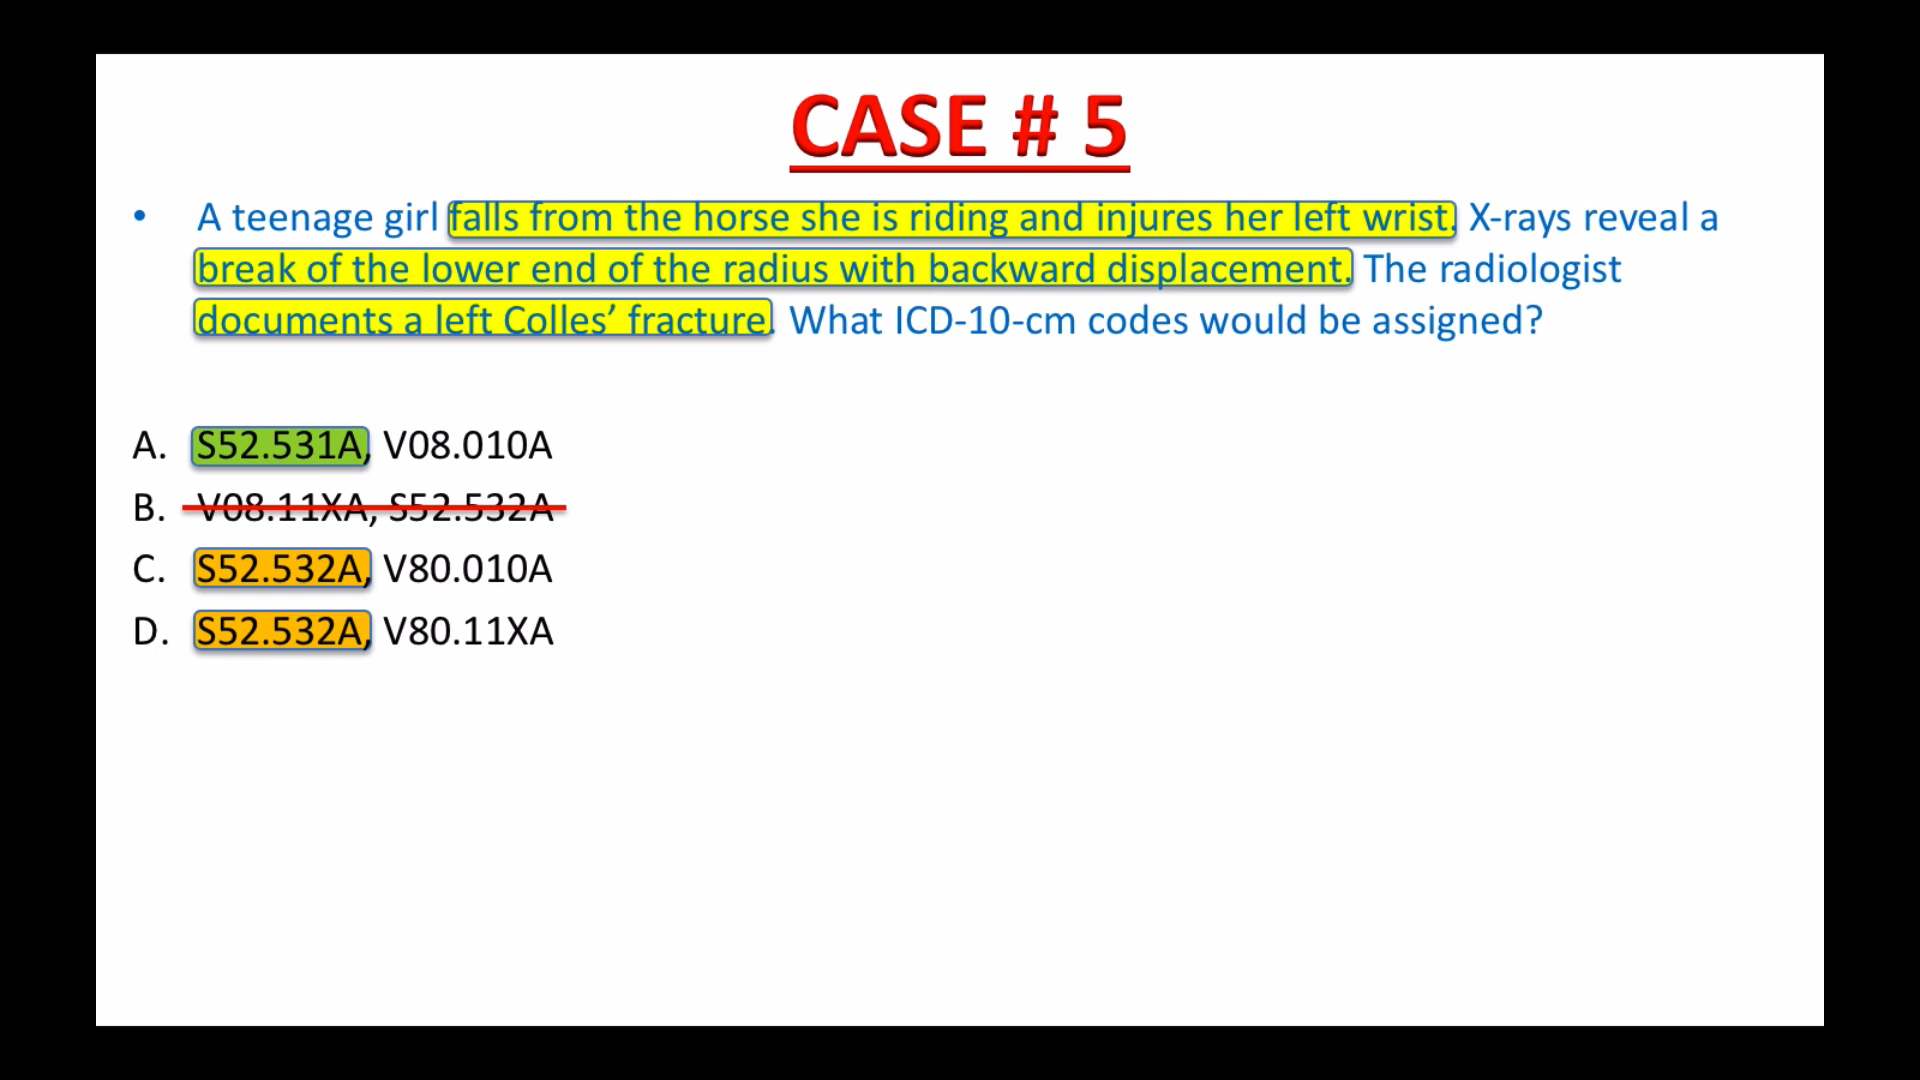 CASE # 5
• A teenage girl falls from the horse she is riding and injures her left wrist. X-rays reveal a
break of the lower end of the radius with backward displacement. The radiologist
documents a left Colles’ fracture. What ICD-10-cm codes would be assigned?
A. S52.531A, V08.010A
B. V08.11XA, S52.532A
C. S52.532A, V80.010A
D. S52.532A, V80.11XA